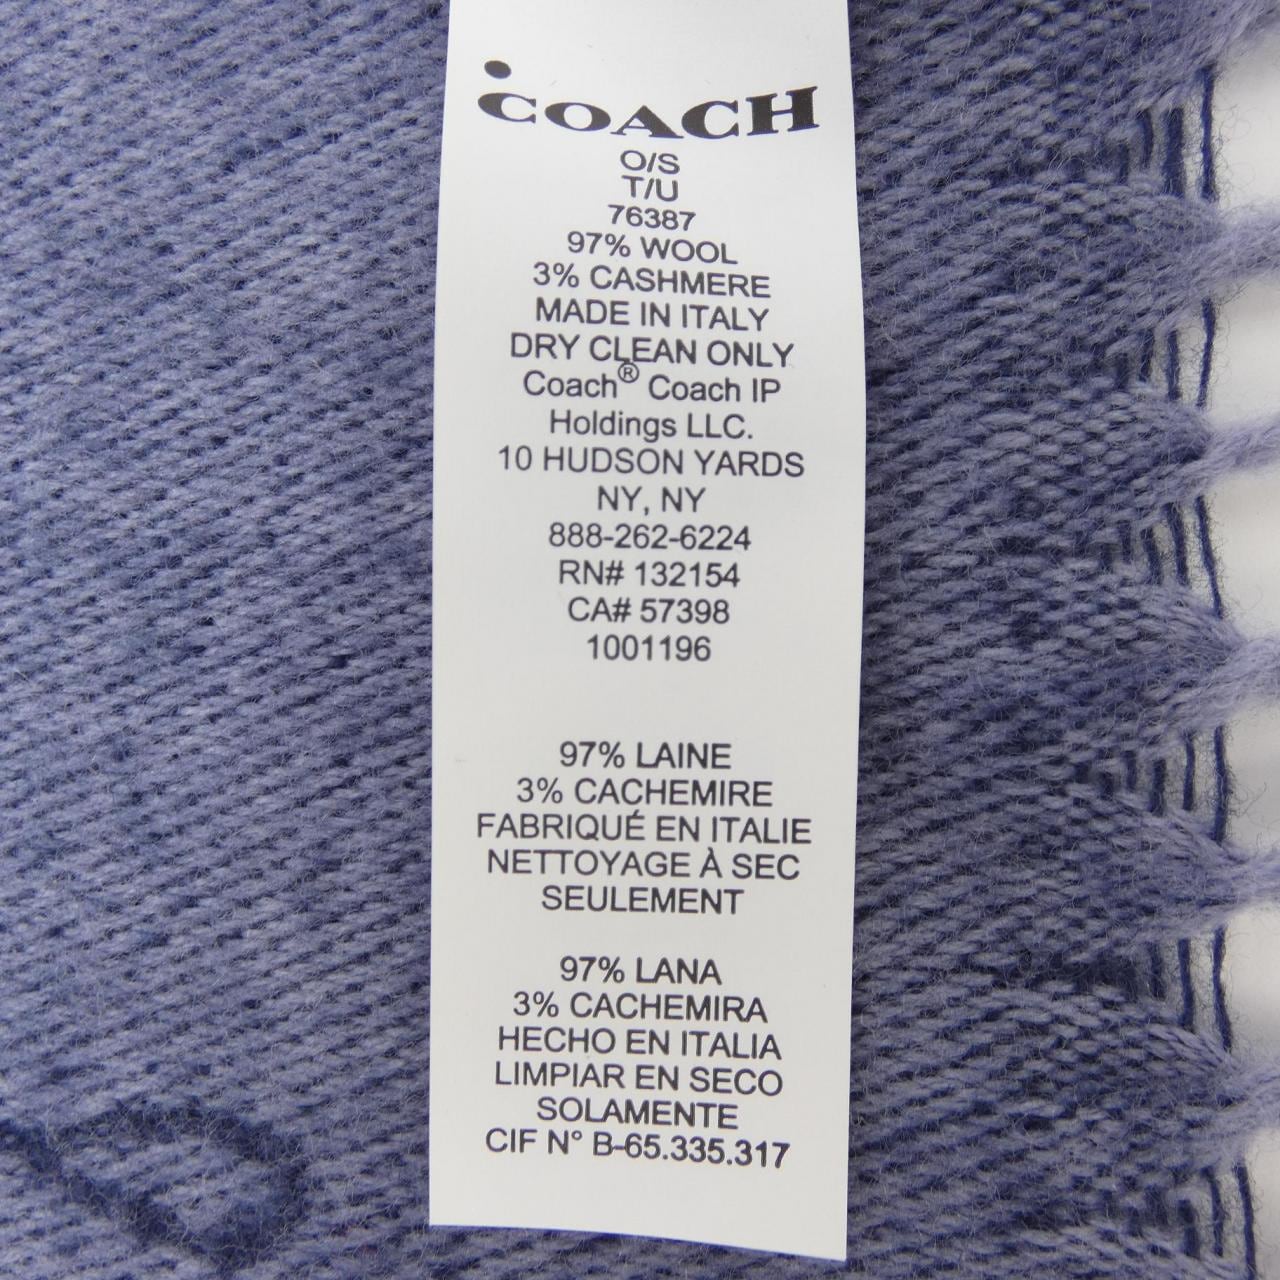 COACH
O/S
T/U
76387
97% WOOL
3% CASHMERE
MADE IN ITALY
DRY CLEAN ONLY
Coach® Coach IP
Holdings LLC.
10 HUDSON YARDS
NY, NY
888-262-6224
RN# 132154
CA# 57398
1001196
97% LAINE
3% CACHEMIRE
FABRIQUÉ EN ITALIE
NETTOYAGE À SEC
SEULEMENT
97% LANA
3% CACHEMIRA
HECHO EN ITALIA
LIMPIAR EN SECO
SOLAMENTE
CIF N° B-65.335.317